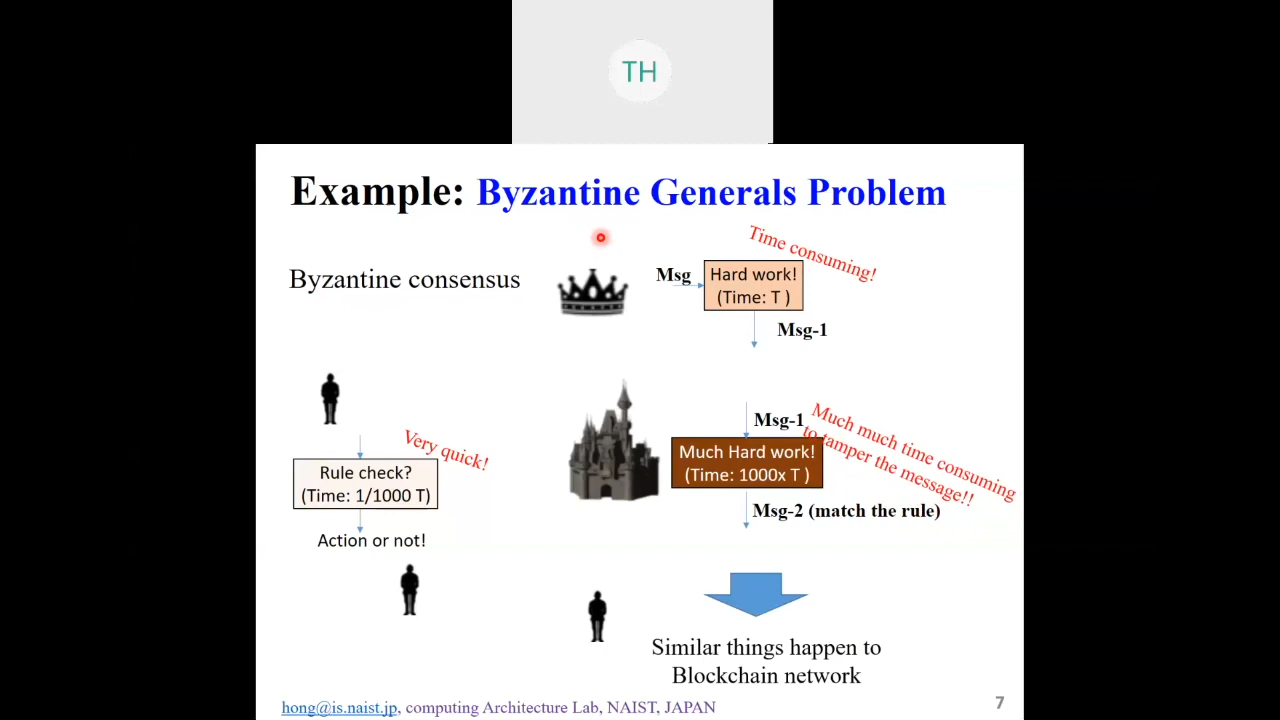 TH
Example: Byzantine Generals Problem
Byzantine consensus
Msg
Hard work!
(Time: T )
Time consuming!
Msg-1
Very quick!
Rule check?
(Time: 1/1000 T)
Action or not!
Msg-1
Much much time consuming
to tamper the message!!
Much Hard work!
(Time: 1000x T )
Msg-2 (match the rule)
Similar things happen to
Blockchain network
hong@is.naist.jp, computing Architecture Lab, NAIST, JAPAN
7